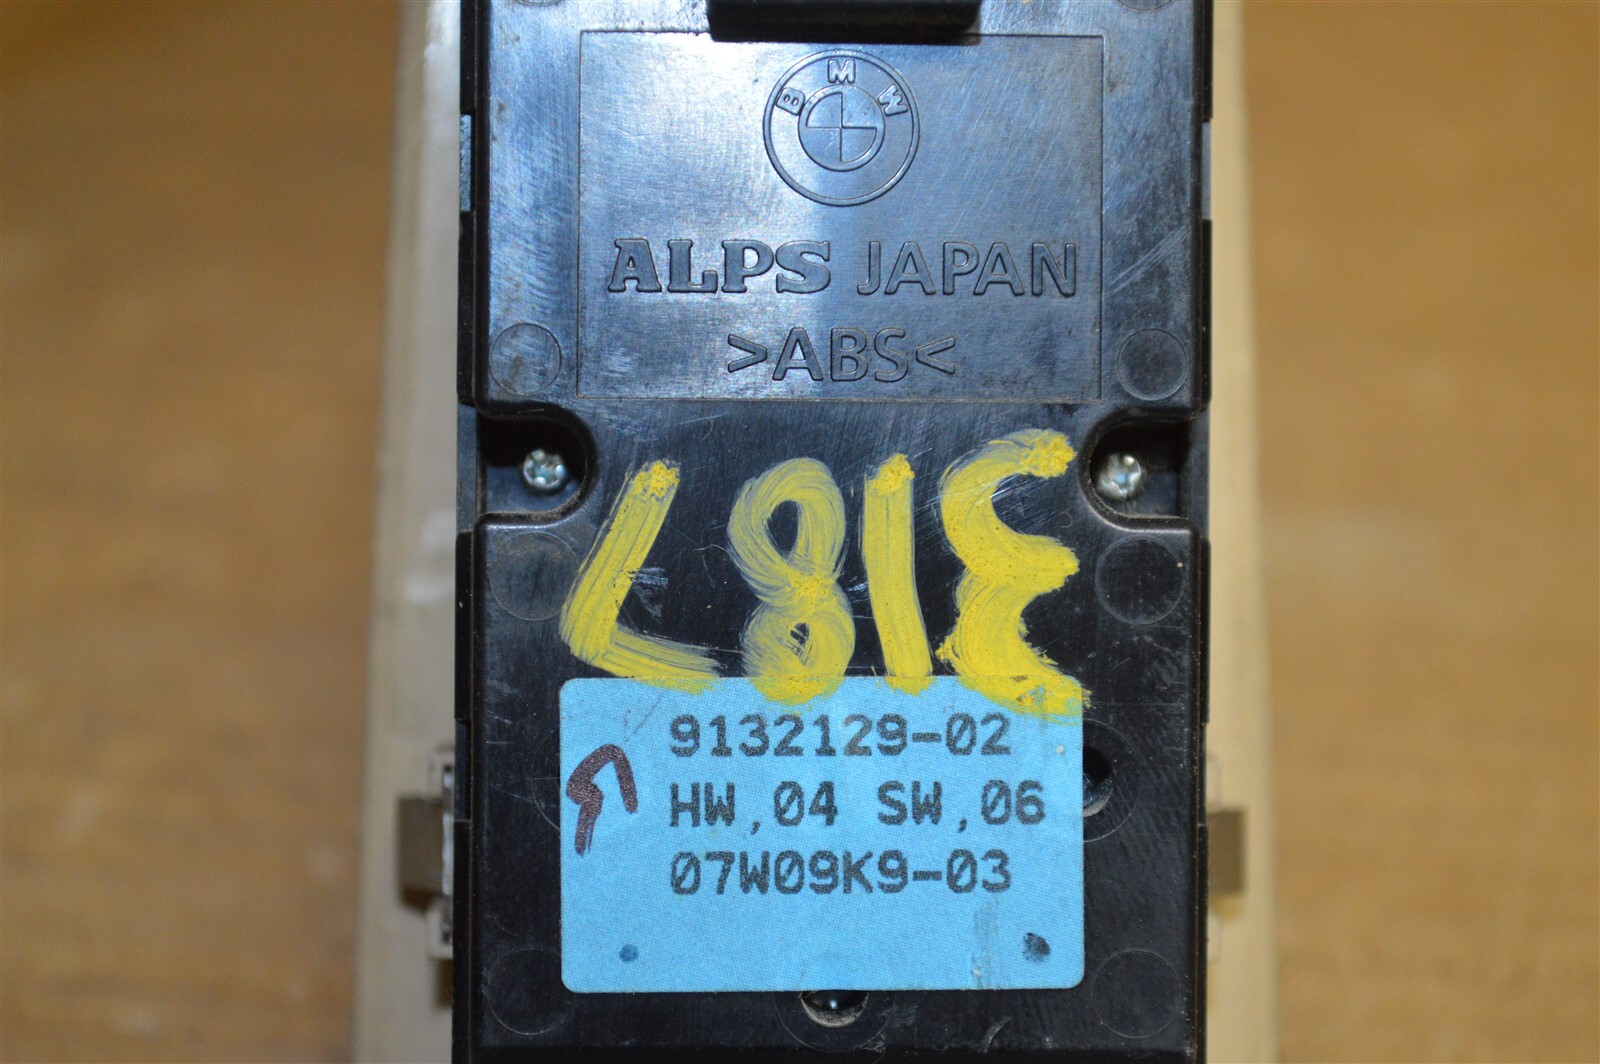 BMW
ALPS JAPAN
>ABS<
3187
9132129-02
HW,04 SW,06
07W09K9-03